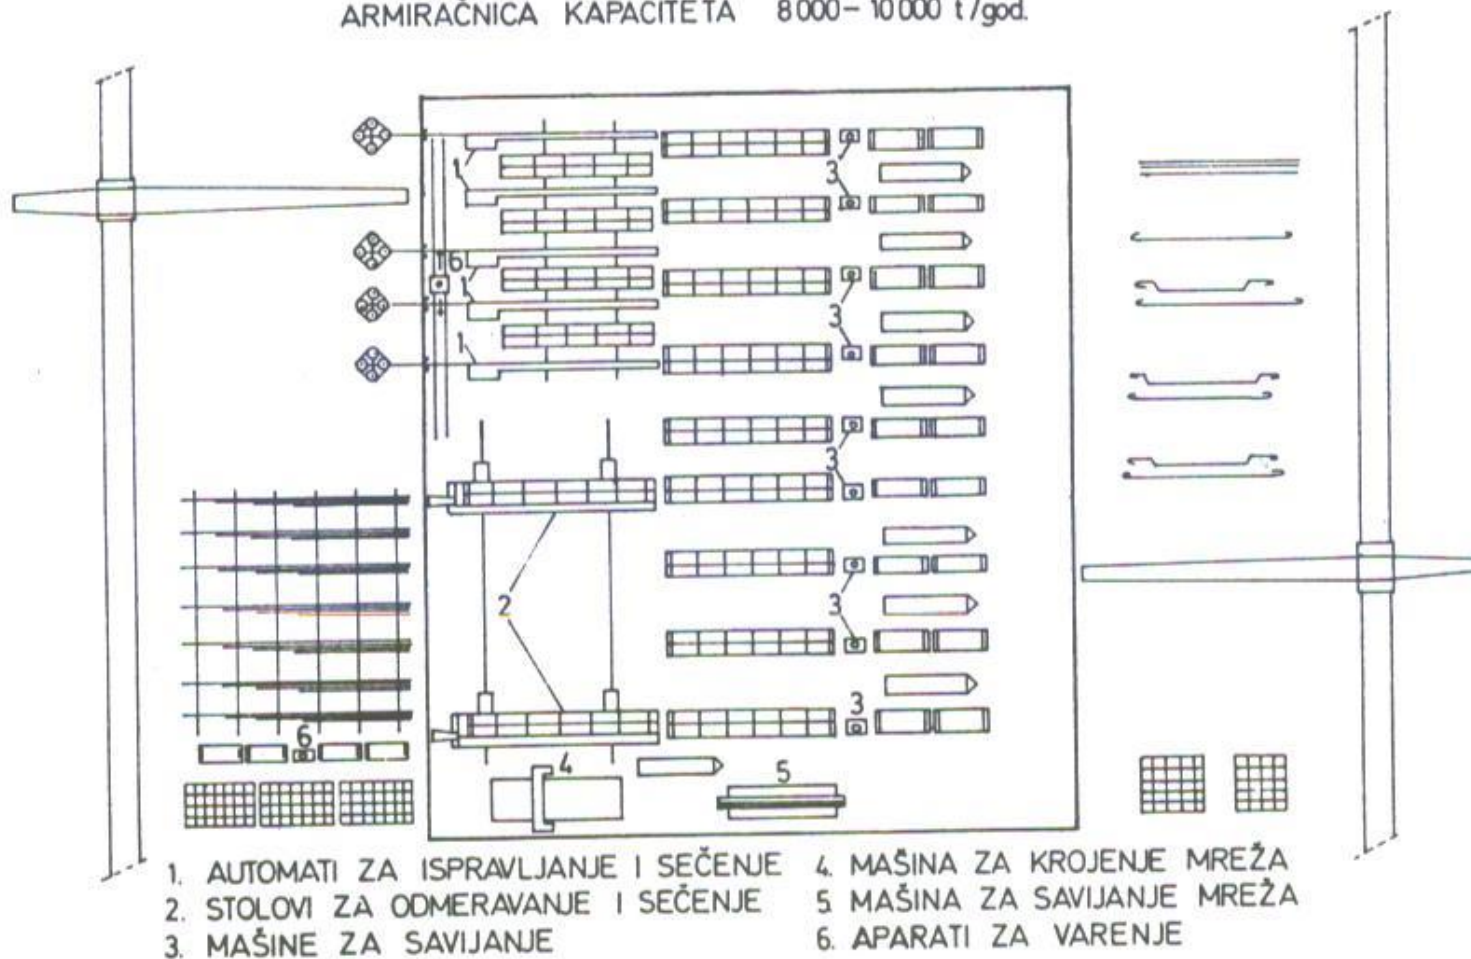 ARMIRAČNICA KAPACITETA 8000-10000 t/god.
1
3
6
1
3
1
3
2
3
3
6
4
5
1. AUTOMATI ZA ISPRAVLJANJE I SEČENJE
2. STOLOVI ZA ODMERAVANJE I SEČENJE
3. MAŠINE ZA SAVIJANJE
4. MAŠINA ZA KROJENJE MREŽA
5 MAŠINA ZA SAVIJANJE MREŽA
6. APARATI ZA VARENJE